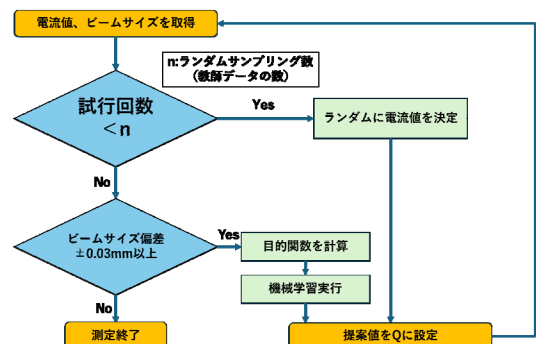 電流値、ビームサイズを取得
n:ランダムサンプリング数
（教師データの数）
試行回数
＜n
Yes
ランダムに電流値を決定
No
ビームサイズ偏差
±0.03mm以上
Yes
目的関数を計算
機械学習実行
No
測定終了
提案値をQに設定